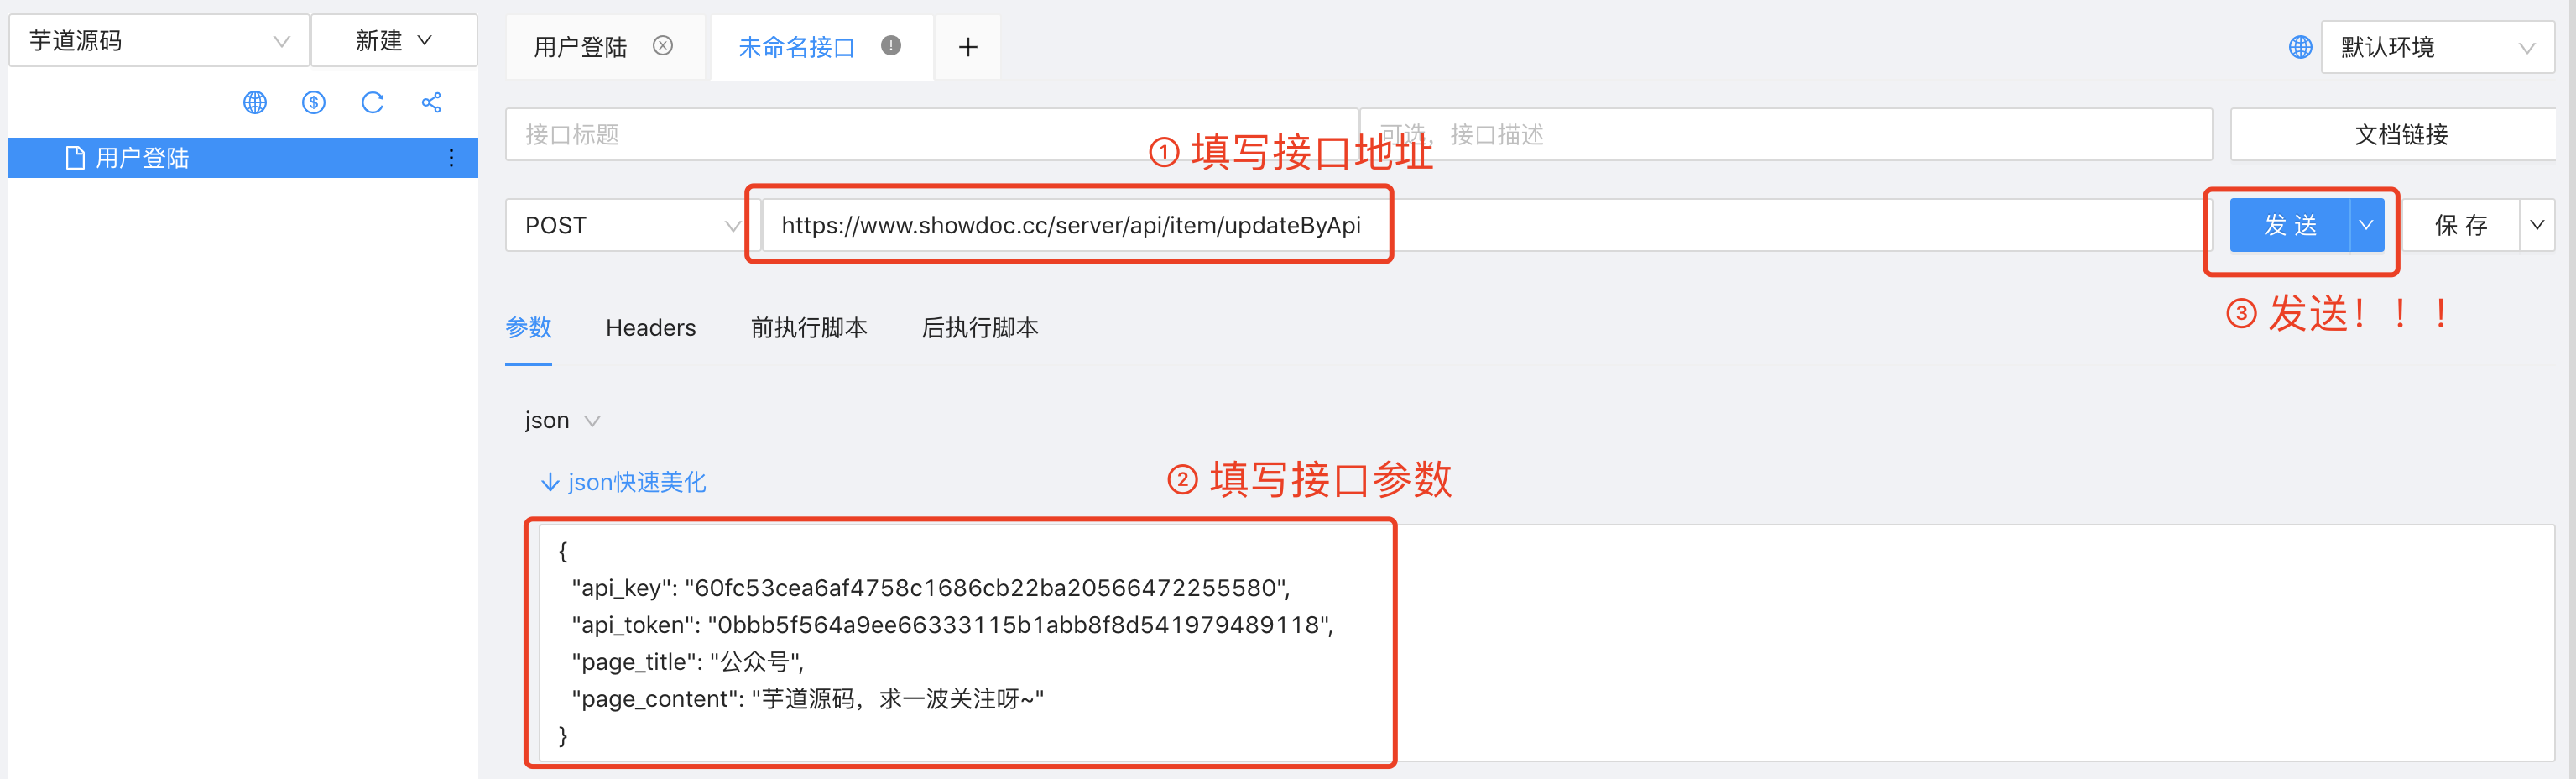 芋道源码
新建
用户登陆
用户登陆
未命名接口
+
默认环境
接口标题
可选，接口描述
文档链接
① 填写接口地址
POST
https://www.showdoc.cc/server/api/item/updateByApi
发 送
保 存
③ 发送！！！
参数
Headers
前执行脚本
后执行脚本
json
json快速美化
② 填写接口参数
{
"api_key": "60fc53cea6af4758c1686cb22ba20566472255580",
"api_token": "0bbb5f564a9ee66333115b1abb8f8d541979489118",
"page_title": "公众号",
"page_content": "芋道源码，求一波关注呀~"
}